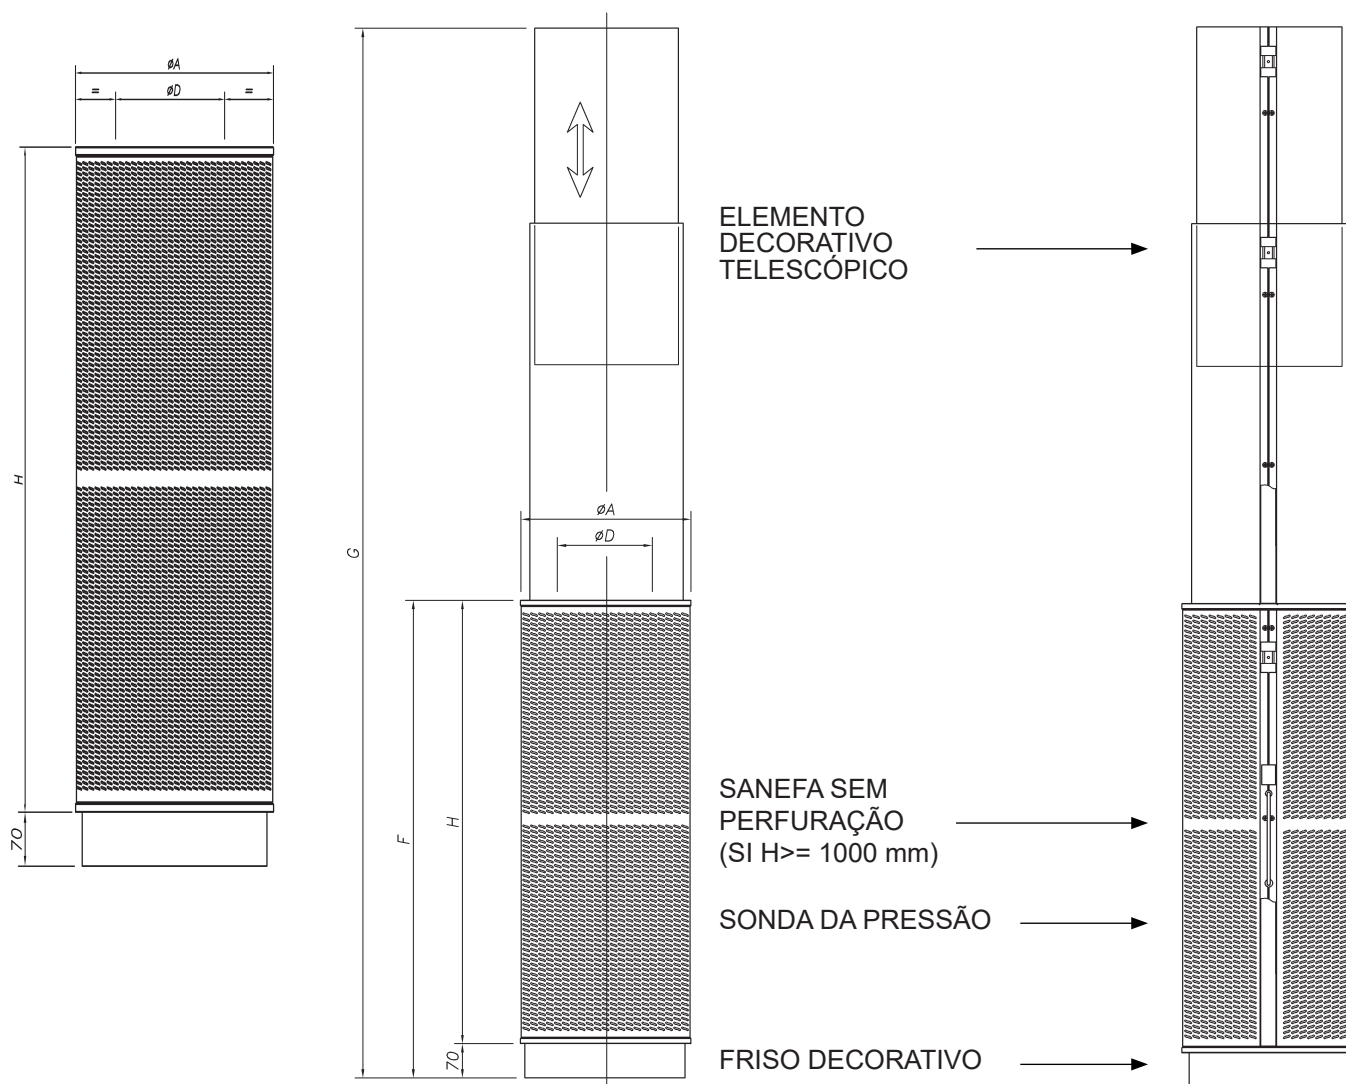 øA
= øD =
H
70
G
øA
øD
F
H
70
ELEMENTO
DECORATIVO
TELESCÓPICO
SANEFA SEM
PERFURAÇÃO
(SI H>= 1000 mm)
SONDA DA PRESSÃO
FRISO DECORATIVO